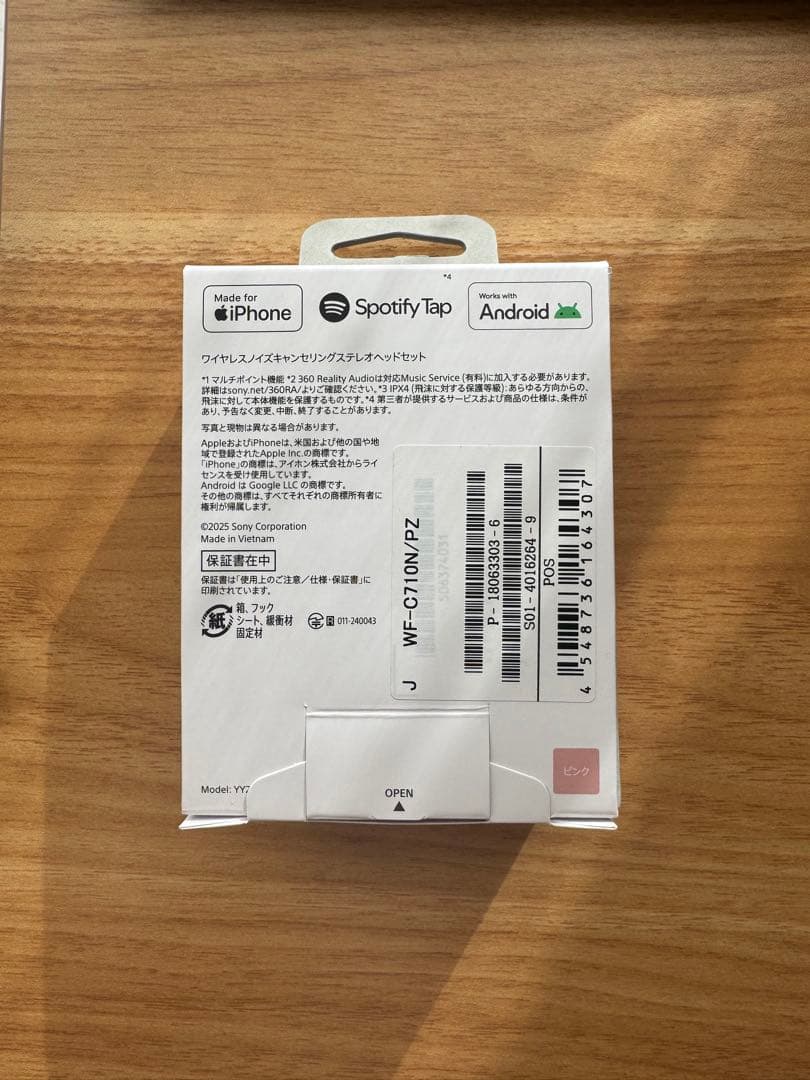 Made for
iPhone
Spotify Tap
*4
Works with
Android
ワイヤレスノイズキャンセリングステレオヘッドセット
*1 マルチポイント機能 *2 360 Reality Audioは対応Music Service (有料)に加入する必要があります。
詳細はsony.net/360RA/よりご確認ください。*3 IPX4 (飛沫に対する保護等級): あらゆる方向からの、
飛沫に対して本体機能を保護するものです。*4 第三者が提供するサービスおよび商品の仕様は、条件が
あり、予告なく変更、中断、終了することがあります。
写真と現物は異なる場合があります。
AppleおよびiPhoneは、米国および他の国や地
域で登録されたApple Inc.の商標です。
「iPhone」の商標は、アイホン株式会社からライ
センスを受け使用しています。
Android は Google LLC の商標です。
その他の商標は、すべてそれぞれの商標所有者に
権利が帰属します。
©2025 Sony Corporation
Made in Vietnam
保証書在中
保証書は「使用上のご注意／仕様・保証書」に
印刷されています。
紙
箱、フック
シート、緩衝材
固定材
R 011-240043
J WF-C710N/PZ
P - 18063303 - 6
S01 - 4016264 - 9
POS
4 548736 164307
ピンク
Model: YY
OPEN